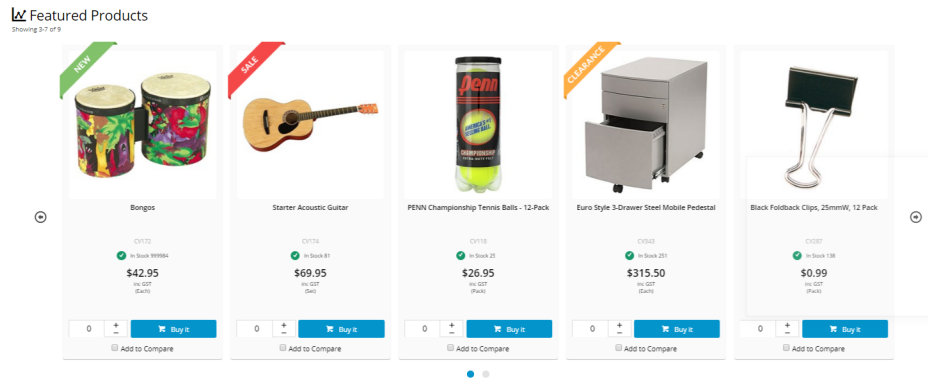 Featured Products
Showing 3-7 of 9
NEW
SALE
CLEARANCE
Penn
CHAMPIONSHIP
Bongos
Starter Acoustic Guitar
PENN Championship Tennis Balls - 12-Pack
Euro Style 3-Drawer Steel Mobile Pedestal
Black Foldback Clips, 25mmW, 12 Pack
CV172
CV174
CV118
CV343
In Stock 999984
In Stock 81
In Stock 25
In Stock 251
In Stock 138
$42.95
$69.95
$26.95
$315.50
$0.99
inc GST
inc GST
inc GST
inc GST
inc GST
(Each)
(Set)
(Pack)
(Each)
(Pack)
0 + − Buy it
0 + − Buy it
0 + − Buy it
0 + − Buy it
0 + − Buy it
Add to Compare
Add to Compare
Add to Compare
Add to Compare
Add to Compare